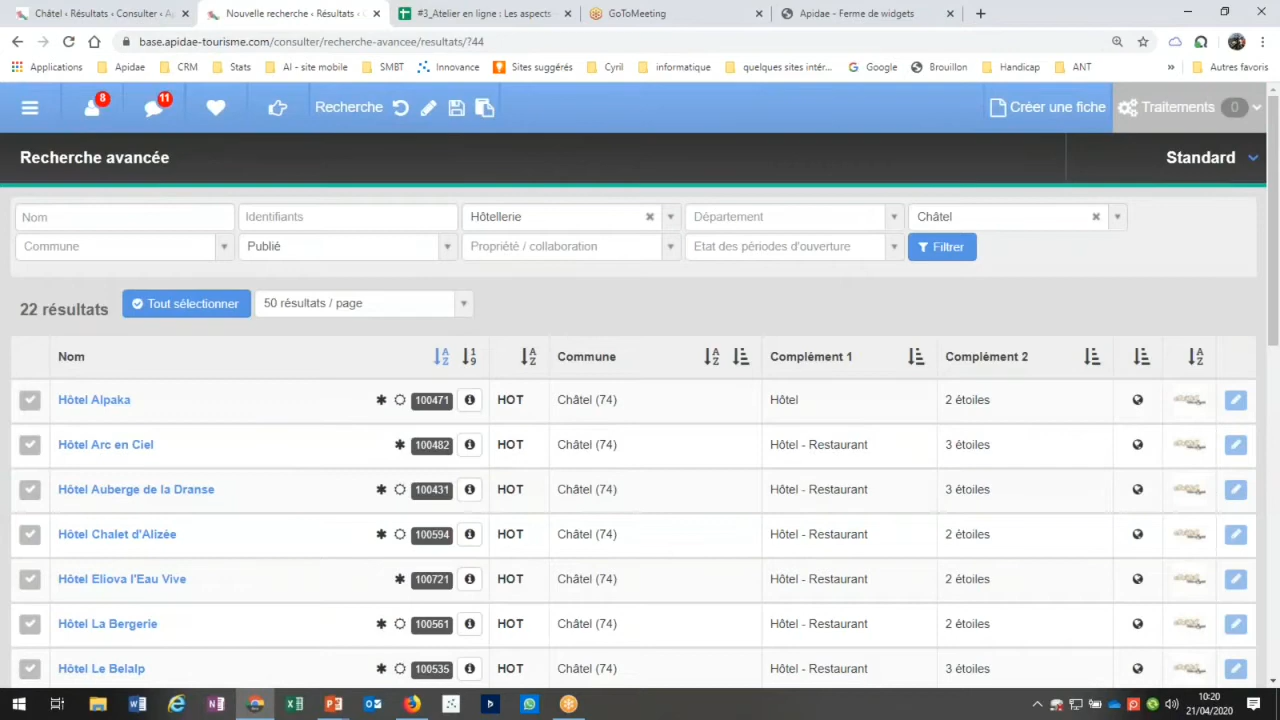 Châtel ‹ Résultats ‹ Consulter ‹ A
Nouvelle recherche ‹ Résultats ‹
#3_Atelier en ligne : Les aspects
GoToMeeting
Apidae - Ferme de widgets
base.apidae-tourisme.com/consulter/recherche-avancee/resultats/?44
Applications
Apidae
CRM
Stats
AI - site mobile
SMBT
Innovance
Sites suggérés
Cyril
informatique
quelques sites intér...
Google
Brouillon
Handicap
ANT
»
Autres favoris
8
11
Recherche
Créer une fiche
Traitements 0
Recherche avancée
Standard
Nom
Identifiants
Hôtellerie
Département
Châtel
Commune
Publié
Propriété / collaboration
Etat des périodes d'ouverture
Filtrer
22 résultats
Tout sélectionner
50 résultats / page
Nom
Commune
Complément 1
Complément 2
Hôtel Alpaka 100471 HOT Châtel (74) Hôtel 2 étoiles
Hôtel Arc en Ciel 100482 HOT Châtel (74) Hôtel - Restaurant 3 étoiles
Hôtel Auberge de la Dranse 100431 HOT Châtel (74) Hôtel - Restaurant 3 étoiles
Hôtel Chalet d'Alizée 100594 HOT Châtel (74) Hôtel - Restaurant 2 étoiles
Hôtel Eliova l'Eau Vive 100721 HOT Châtel (74) Hôtel - Restaurant 2 étoiles
Hôtel La Bergerie 100561 HOT Châtel (74) Hôtel - Restaurant 2 étoiles
Hôtel Le Belalp 100535 HOT Châtel (74) Hôtel - Restaurant 3 étoiles
10:20
21/04/2020